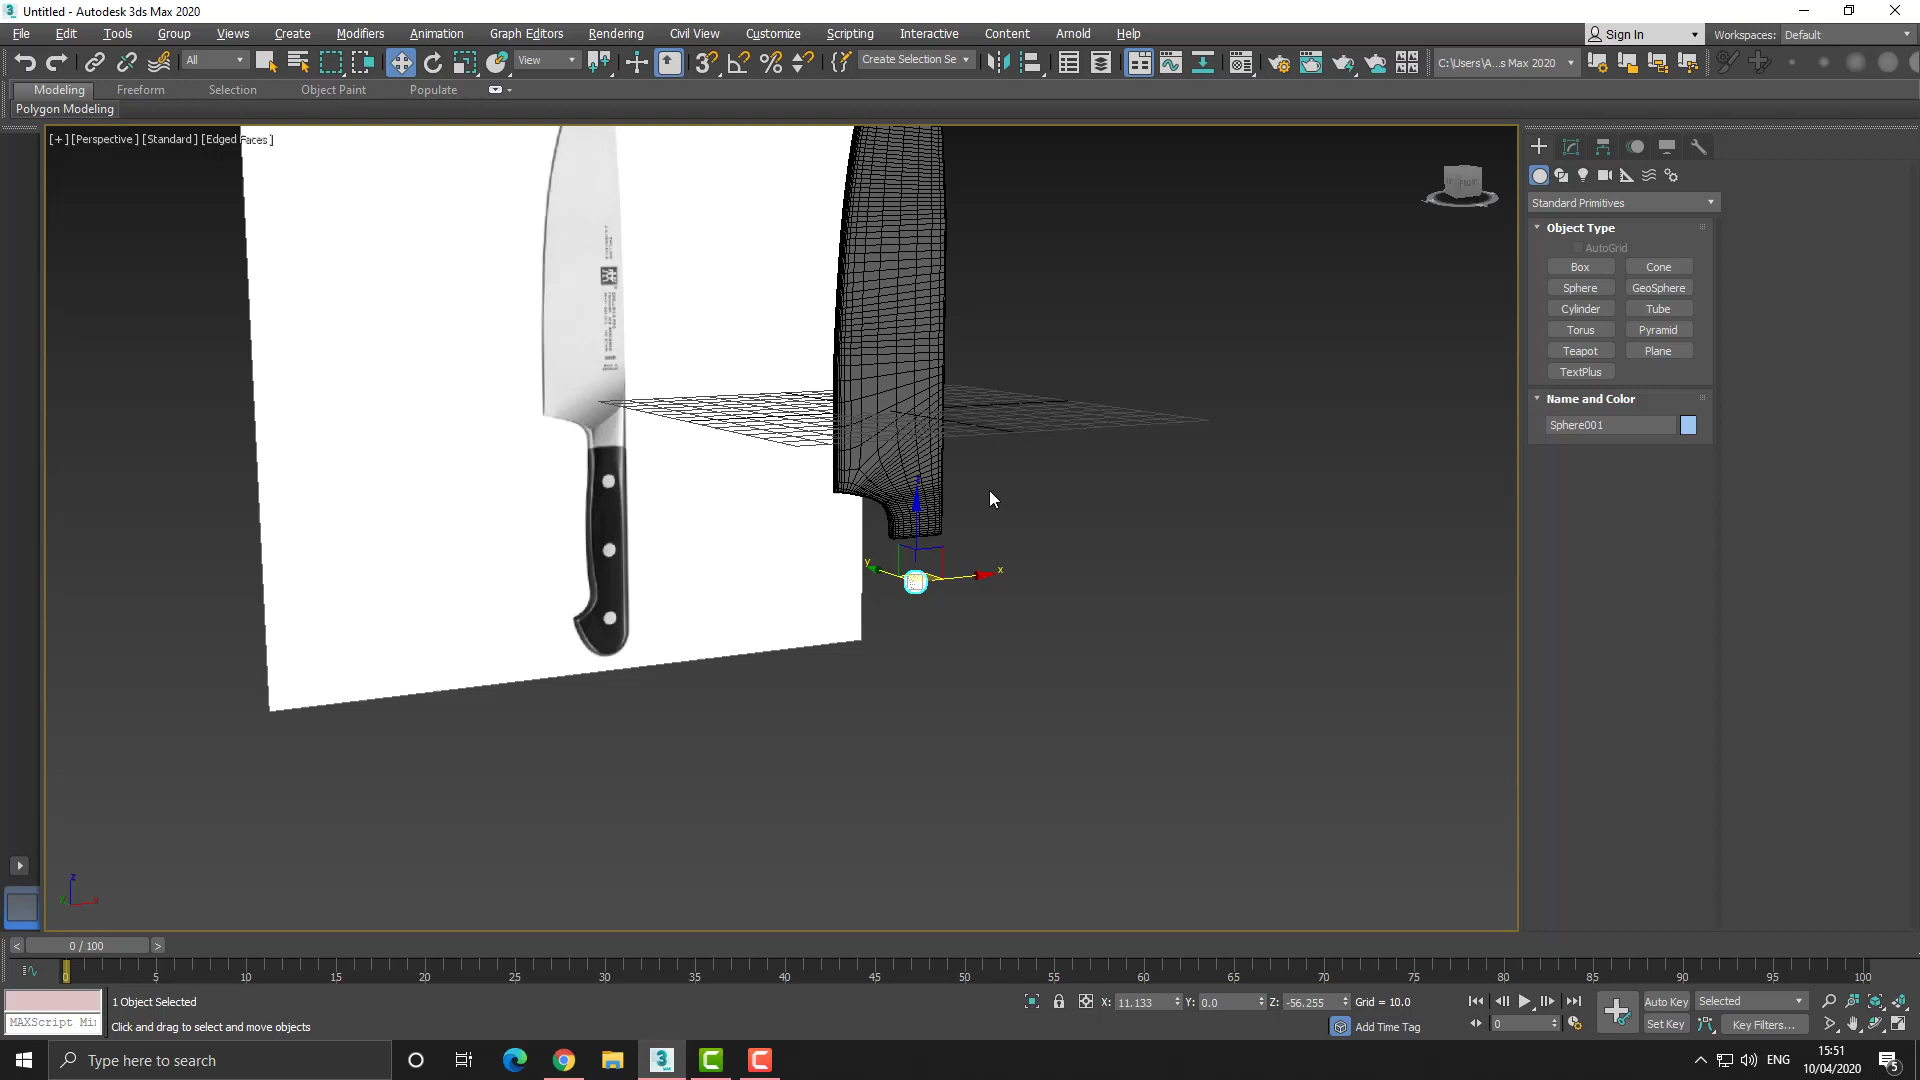 Untitled - Autodesk 3ds Max 2020
File Edit Tools Group Views Create Modifiers Animation Graph Editors Rendering Civil View Customize Scripting Interactive Content Arnold Help
Sign In
Workspaces: Default
All
View
Create Selection Se
C:\Users\A...s Max 2020
Modeling Freeform Selection Object Paint Populate
Polygon Modeling
[+] [Perspective] [Standard] [Edged Faces]
Standard Primitives
Object Type
AutoGrid
Box Cone
Sphere GeoSphere
Cylinder Tube
Torus Pyramid
Teapot Plane
TextPlus
Name and Color
Sphere001
z
y
x
z
x
< 0 / 100 >
0 5 10 15 20 25 30 35 40 45 50 55 60 65 70 75 80 85 90 95 100
1 Object Selected
X: 11.133 Y: 0.0 Z: -56.255 Grid = 10.0
Auto Key Selected
MAXScript Mi
Click and drag to select and move objects
Add Time Tag
0
Set Key Key Filters...
Type here to search
ENG
15:51
10/04/2020
5